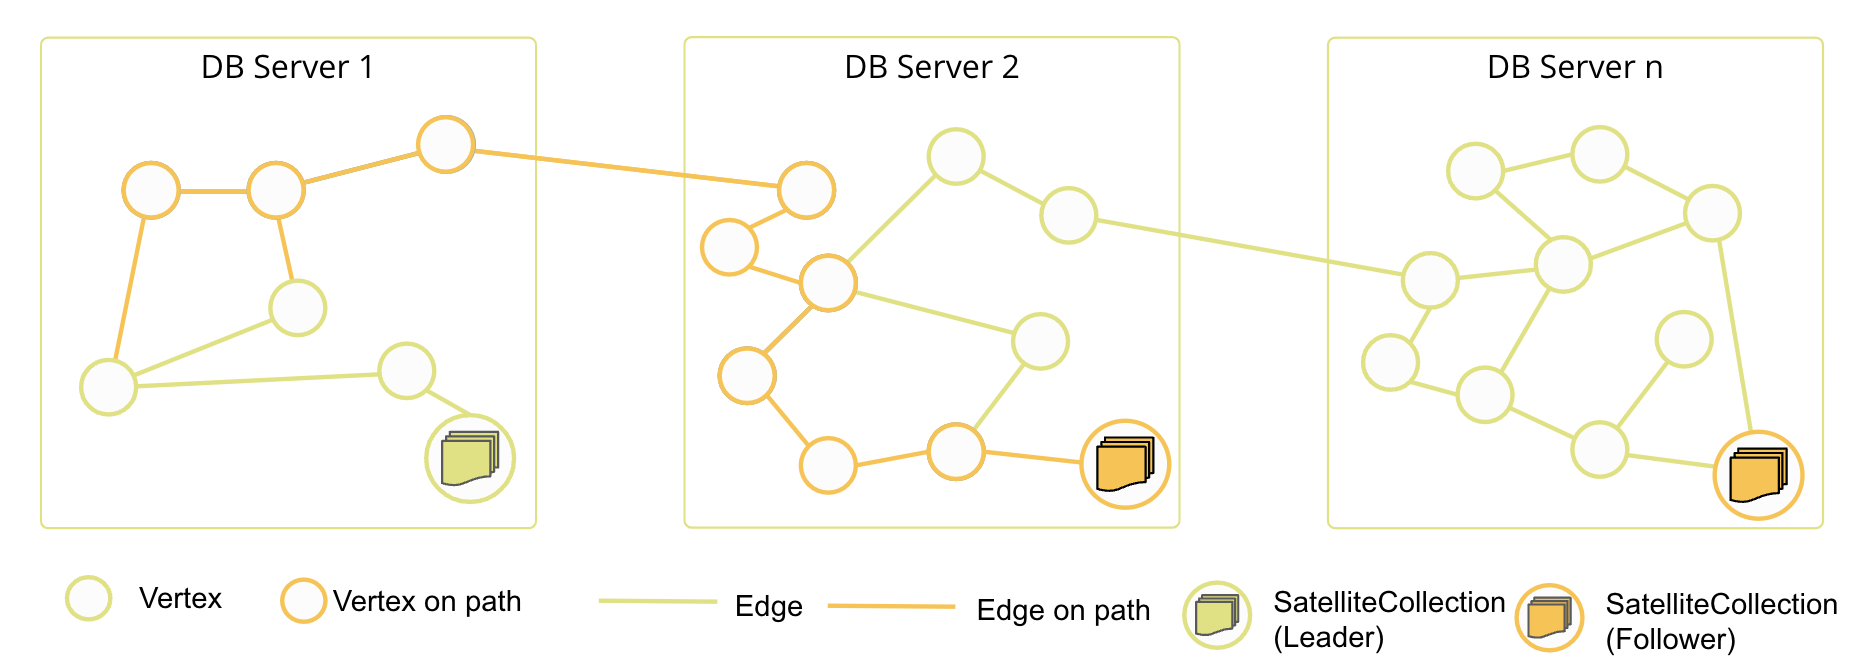 DB Server 1
DB Server 2
DB Server n
Vertex
Vertex on path
Edge
Edge on path
SatelliteCollection
(Leader)
SatelliteCollection
(Follower)